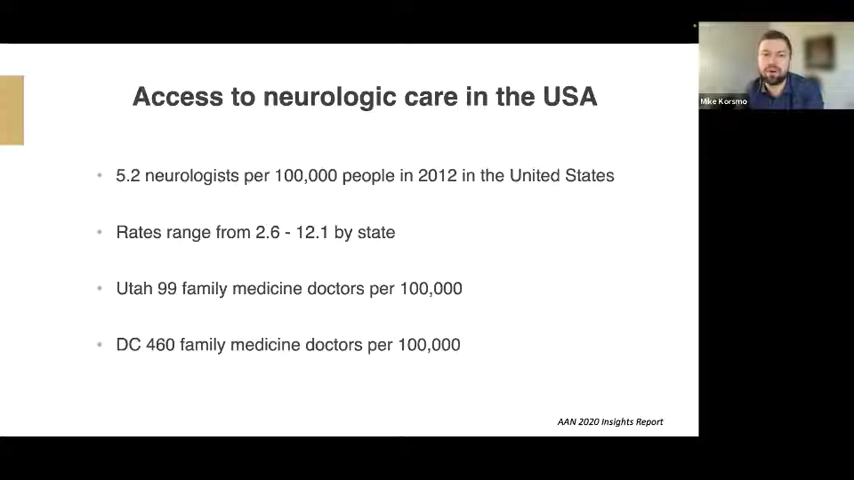 Access to neurologic care in the USA
5.2 neurologists per 100,000 people in 2012 in the United States
Rates range from 2.6 - 12.1 by state
Utah 99 family medicine doctors per 100,000
DC 460 family medicine doctors per 100,000
AAN 2020 Insights Report
Mike Korsmo